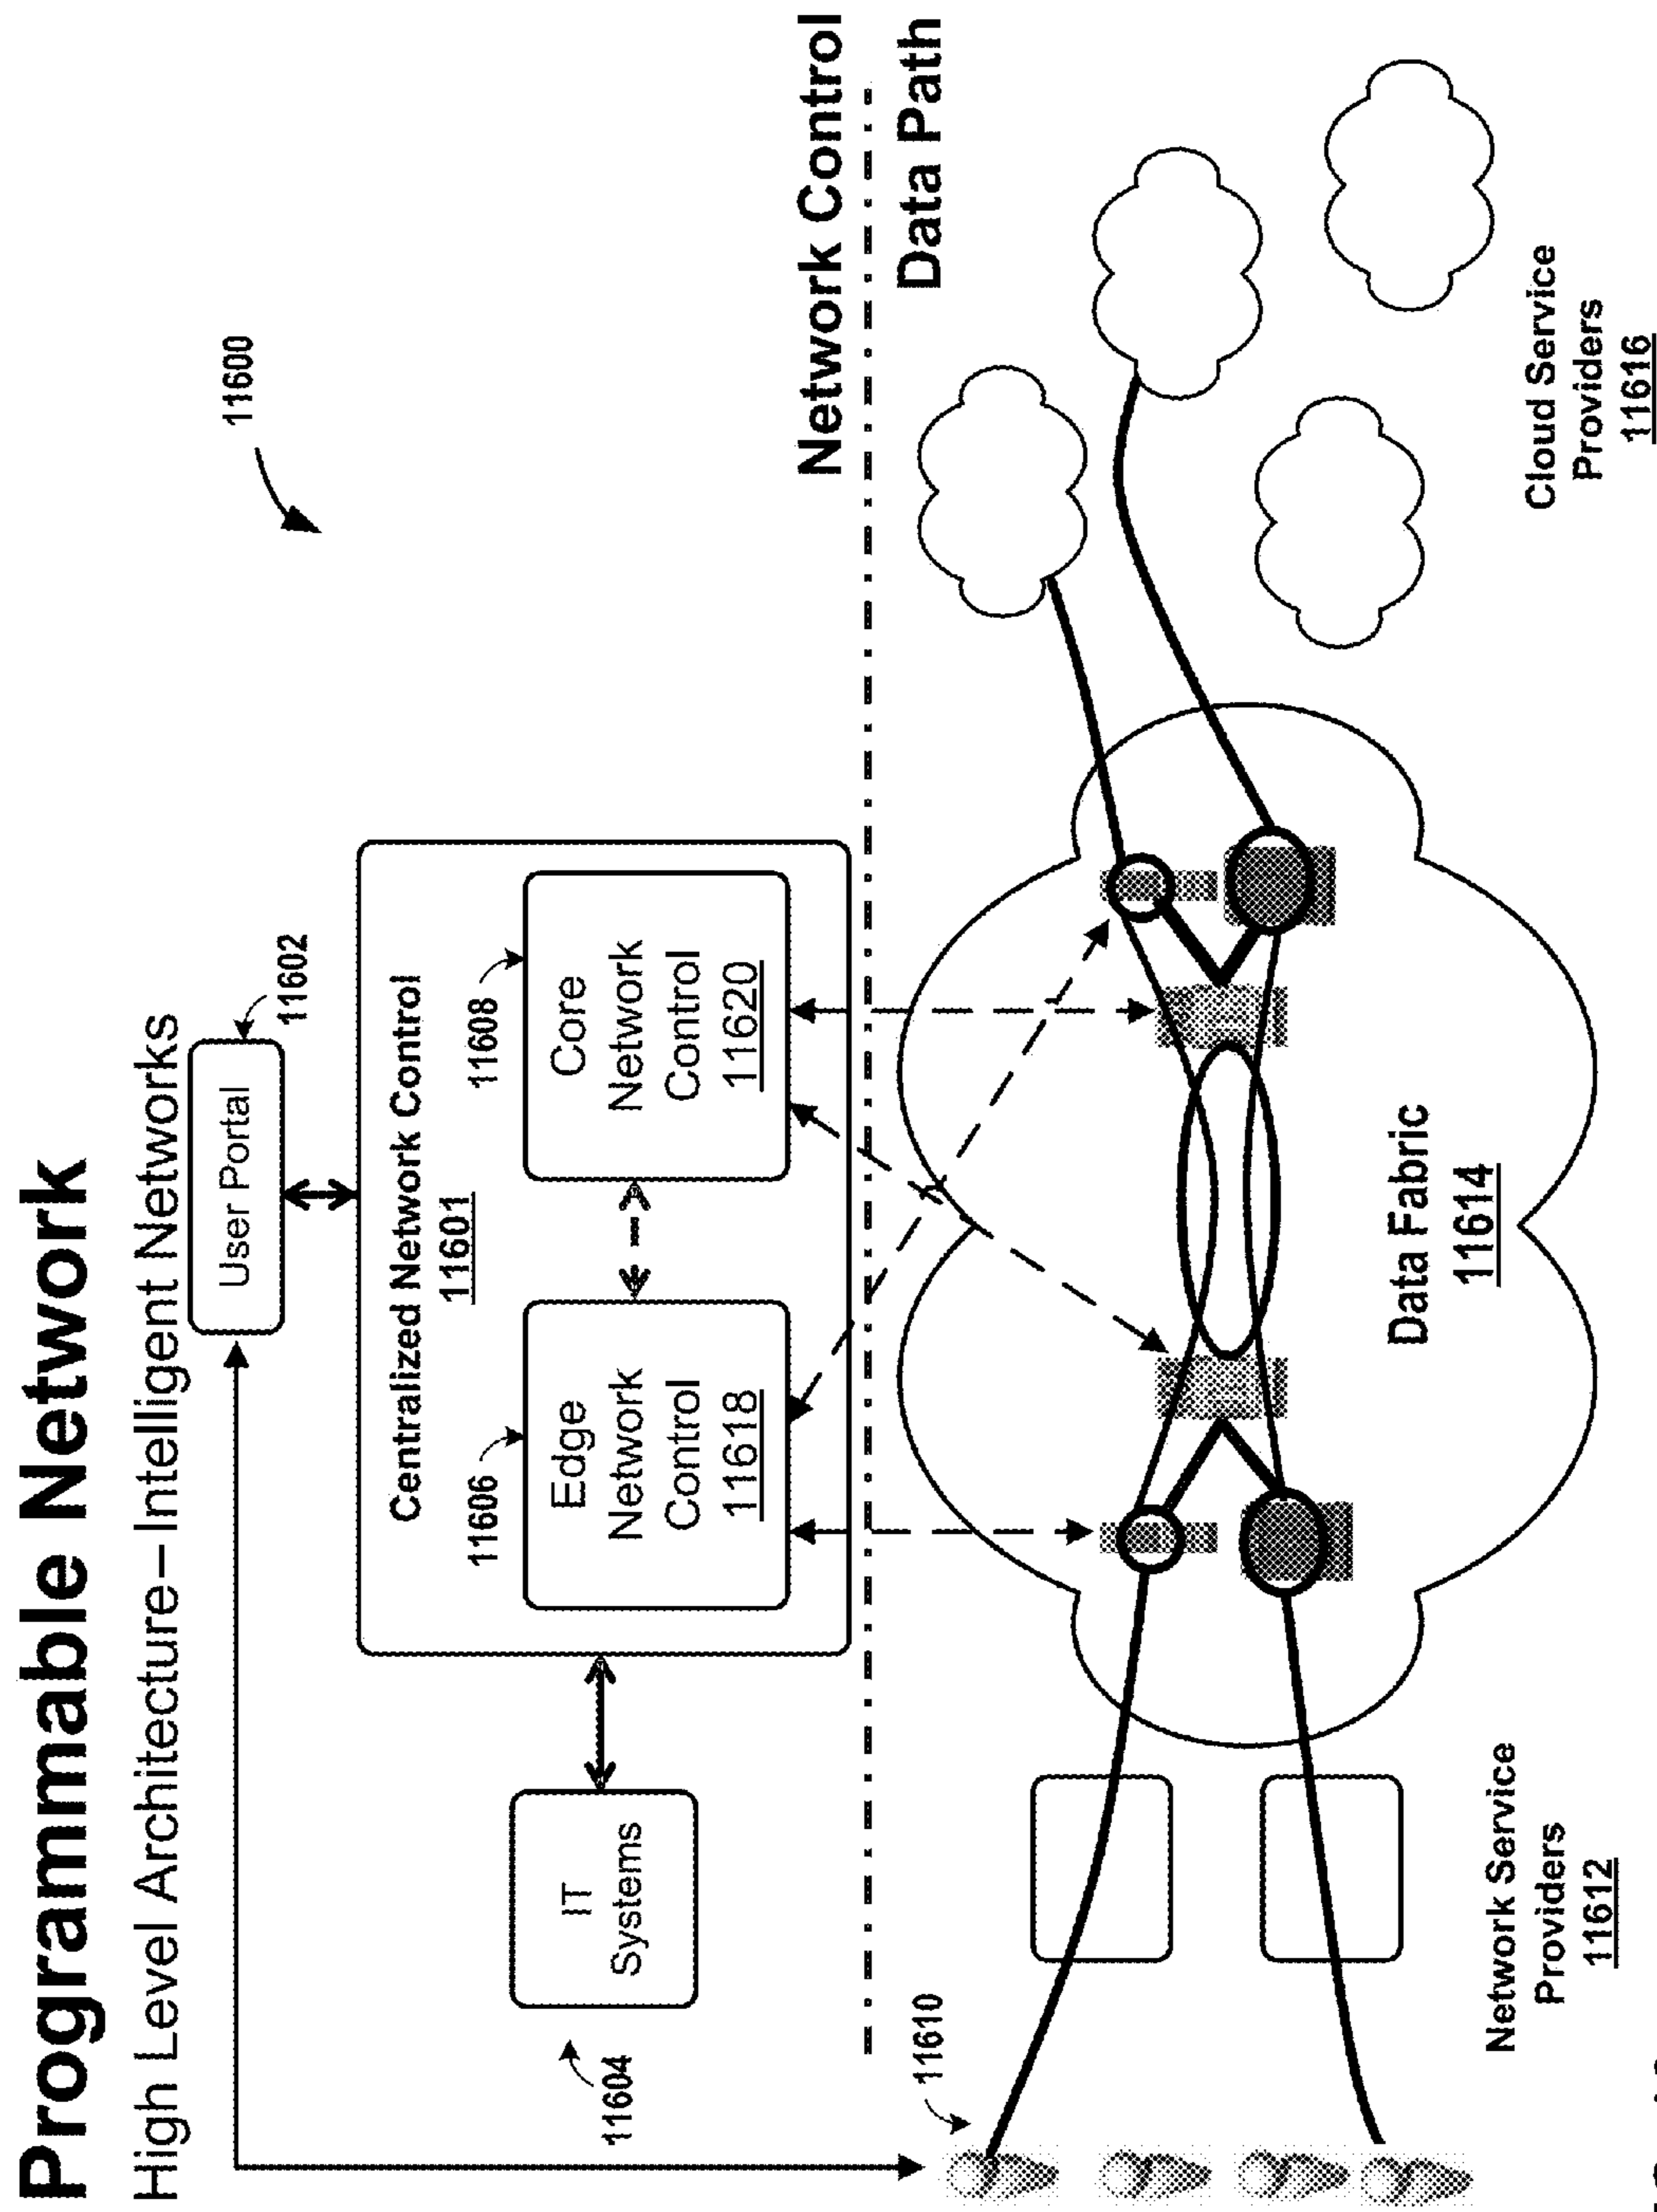 Programmable Network
High Level Architecture–Intelligent Networks
11600
User Portal
11602
Centralized Network Control
11601
11606
Edge
Network
Control
11618
11608
Core
Network
Control
11620
IT
Systems
11604
Network Control
Data Path
11610
Network Service
Providers
11612
Data Fabric
11614
Cloud Service
Providers
11616